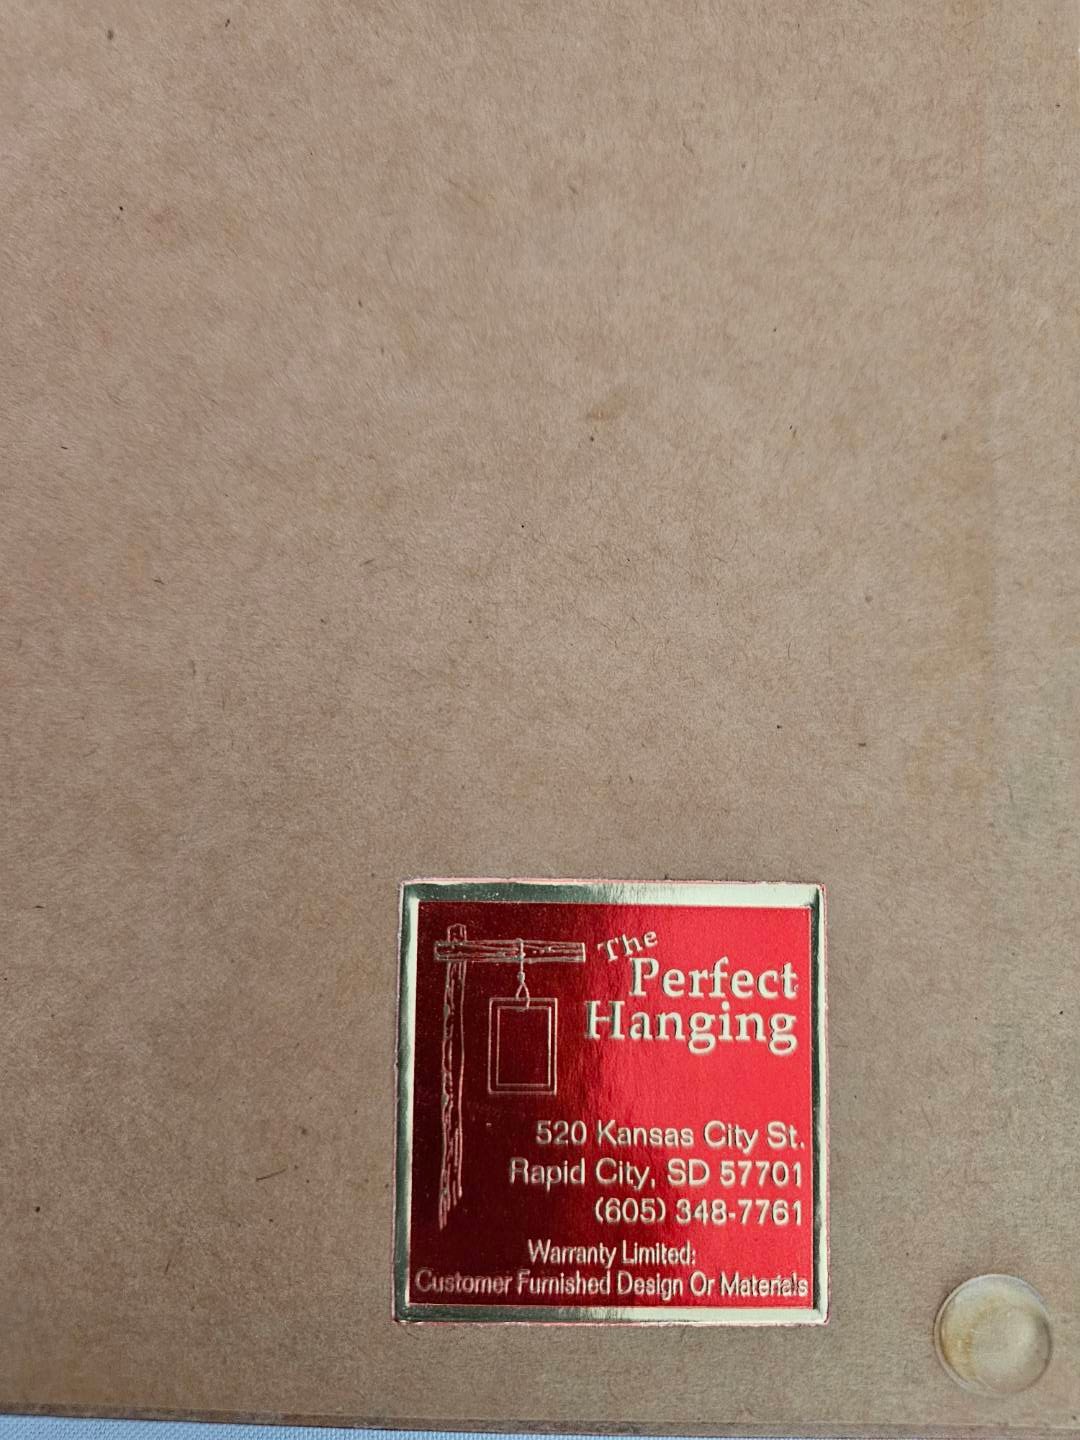 The
Perfect
Hanging
520 Kansas City St.
Rapid City, SD 57701
(605) 348-7761
Warranty Limited:
Customer Furnished Design Or Materials